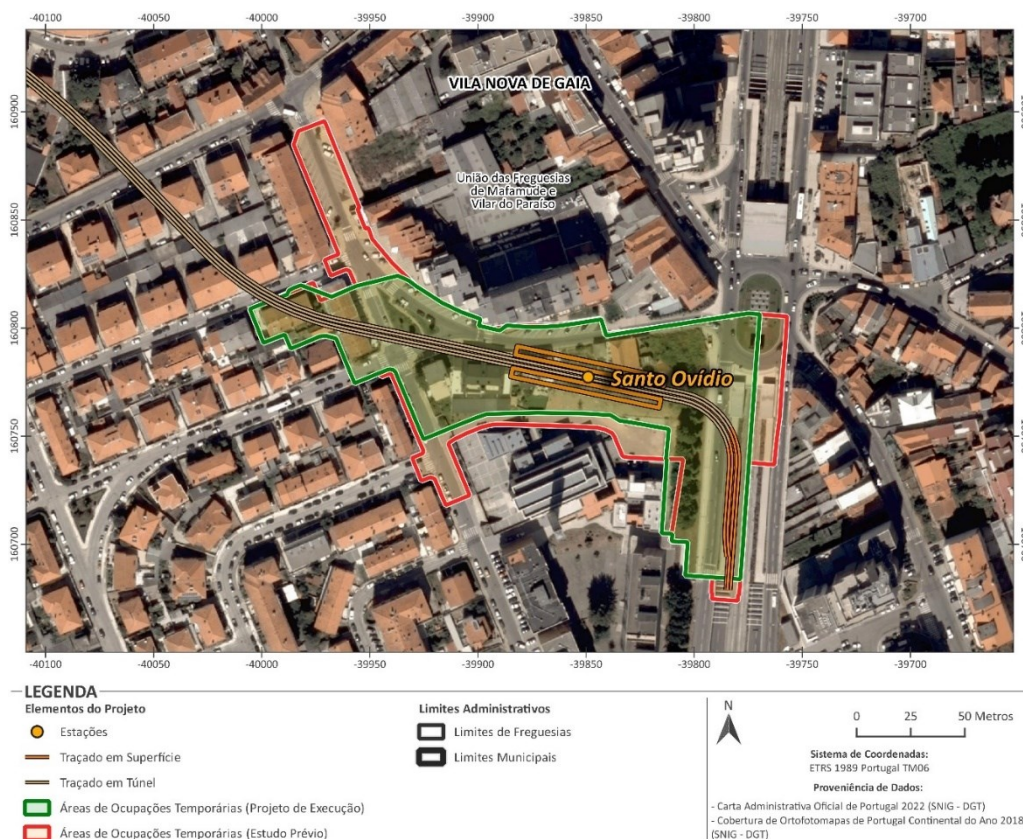 -40100 -40050 -40000 -39950 -39900 -39850 -39800 -39750 -39700
160900
160850
160800
160750
160700
VILA NOVA DE GAIA
União das Freguesias
de Mafamude e
Vilar do Paraíso
Santo Ovídio
-40100 -40050 -40000 -39950 -39900 -39850 -39800 -39750 -39700
LEGENDA
Elementos do Projeto
Estações
Traçado em Superfície
Traçado em Túnel
Áreas de Ocupações Temporárias (Projeto de Execução)
Áreas de Ocupações Temporárias (Estudo Prévio)
Limites Administrativos
Limites de Freguesias
Limites Municipais
N
0 25 50 Metros
Sistema de Coordenadas:
ETRS 1989 Portugal TM06
Proveniência de Dados:
- Carta Administrativa Oficial de Portugal 2022 (SNIG - DGT)
- Cobertura de Ortofotomapas de Portugal Continental do Ano 2018
(SNIG - DGT)